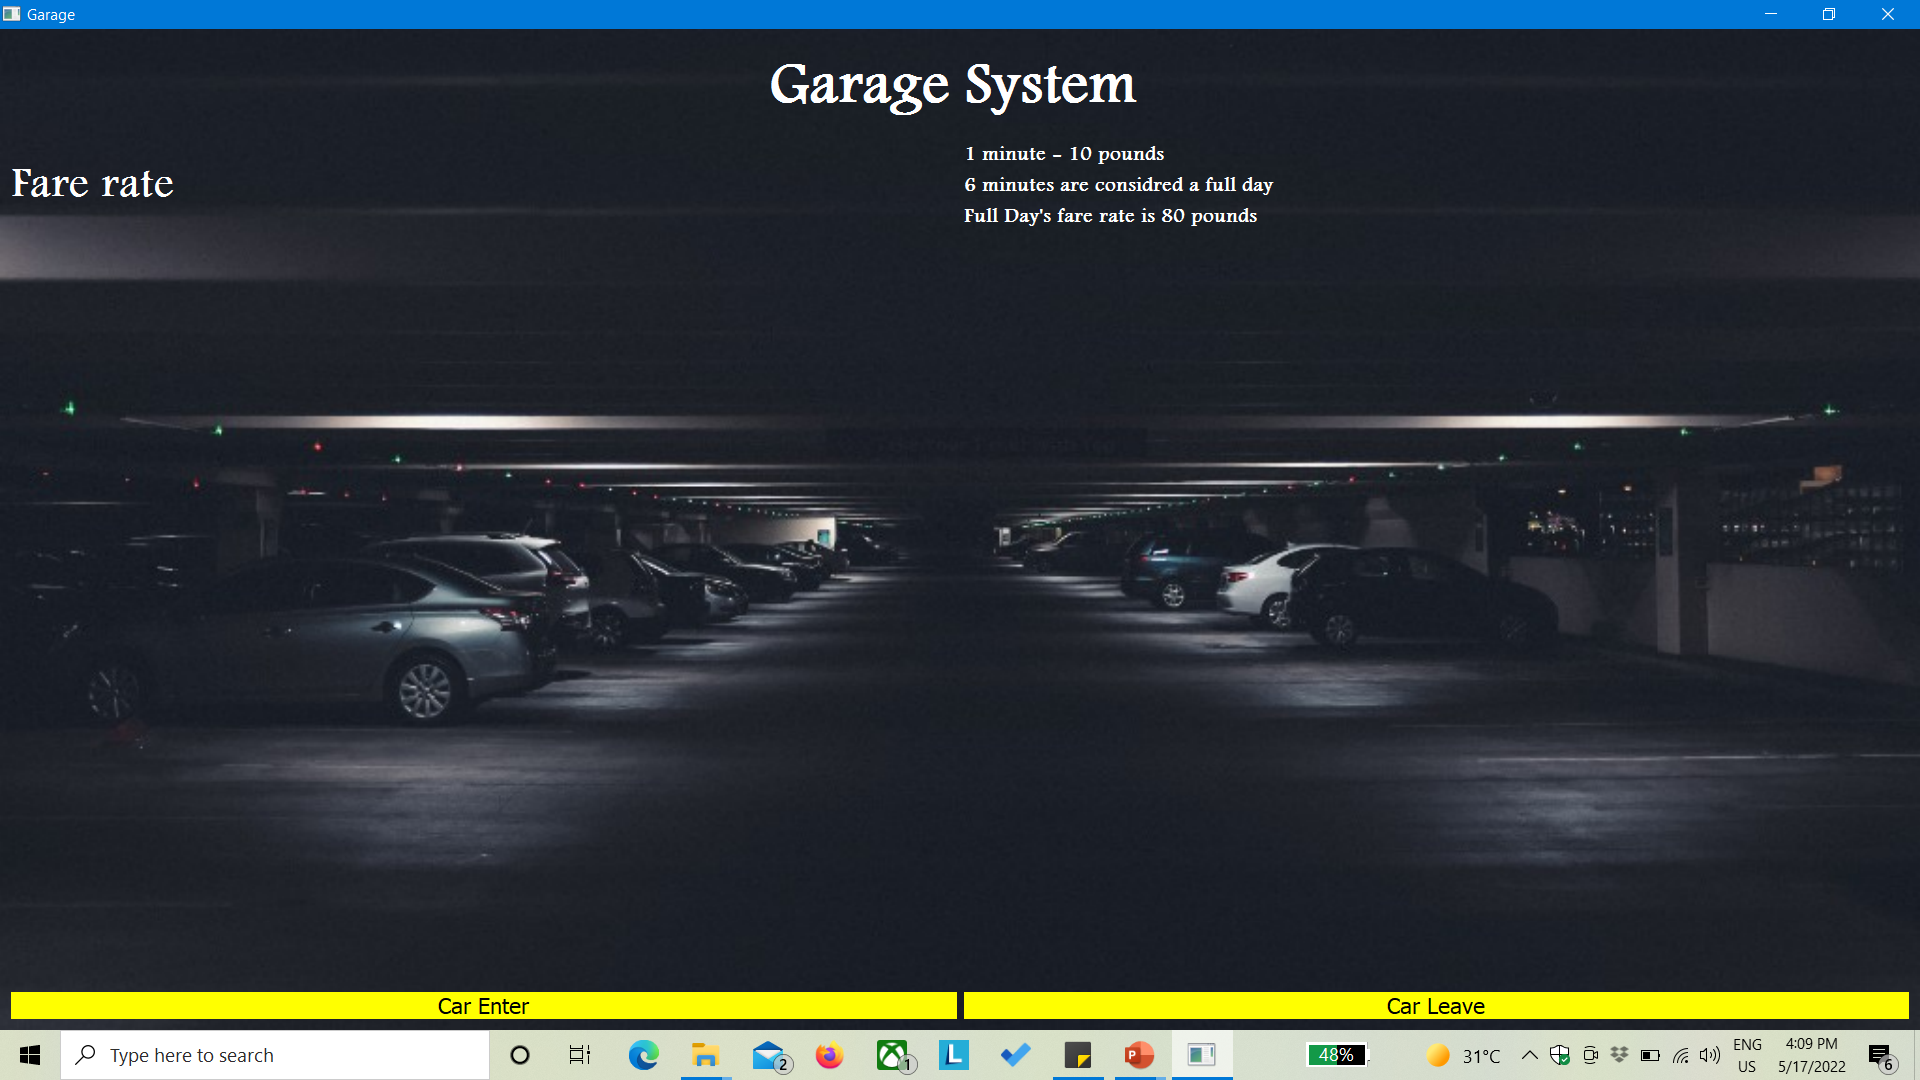 Garage
Garage System
Fare rate
1 minute - 10 pounds
6 minutes are considred a full day
Full Day's fare rate is 80 pounds
Car Enter
Car Leave
Type here to search
2
1
L
P
48%
31°C
ENG
US
4:09 PM
5/17/2022
6